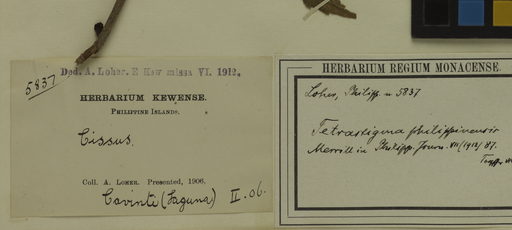 5837
Ded. A. Loher. E Kew missa VI. 1912.
HERBARIUM KEWENSE.
PHILIPPINE ISLANDS.
Cissus.
COLL. A. LOHER. Presented, 1906.
Cavinti (Laguna) II. 06.
HERBARIUM REGIUM MONACENSE.
Loher, Philipp. n 5837
Tetrastigma philippinensis
Merrill in Philipp. Journ. VII (1912) 87.